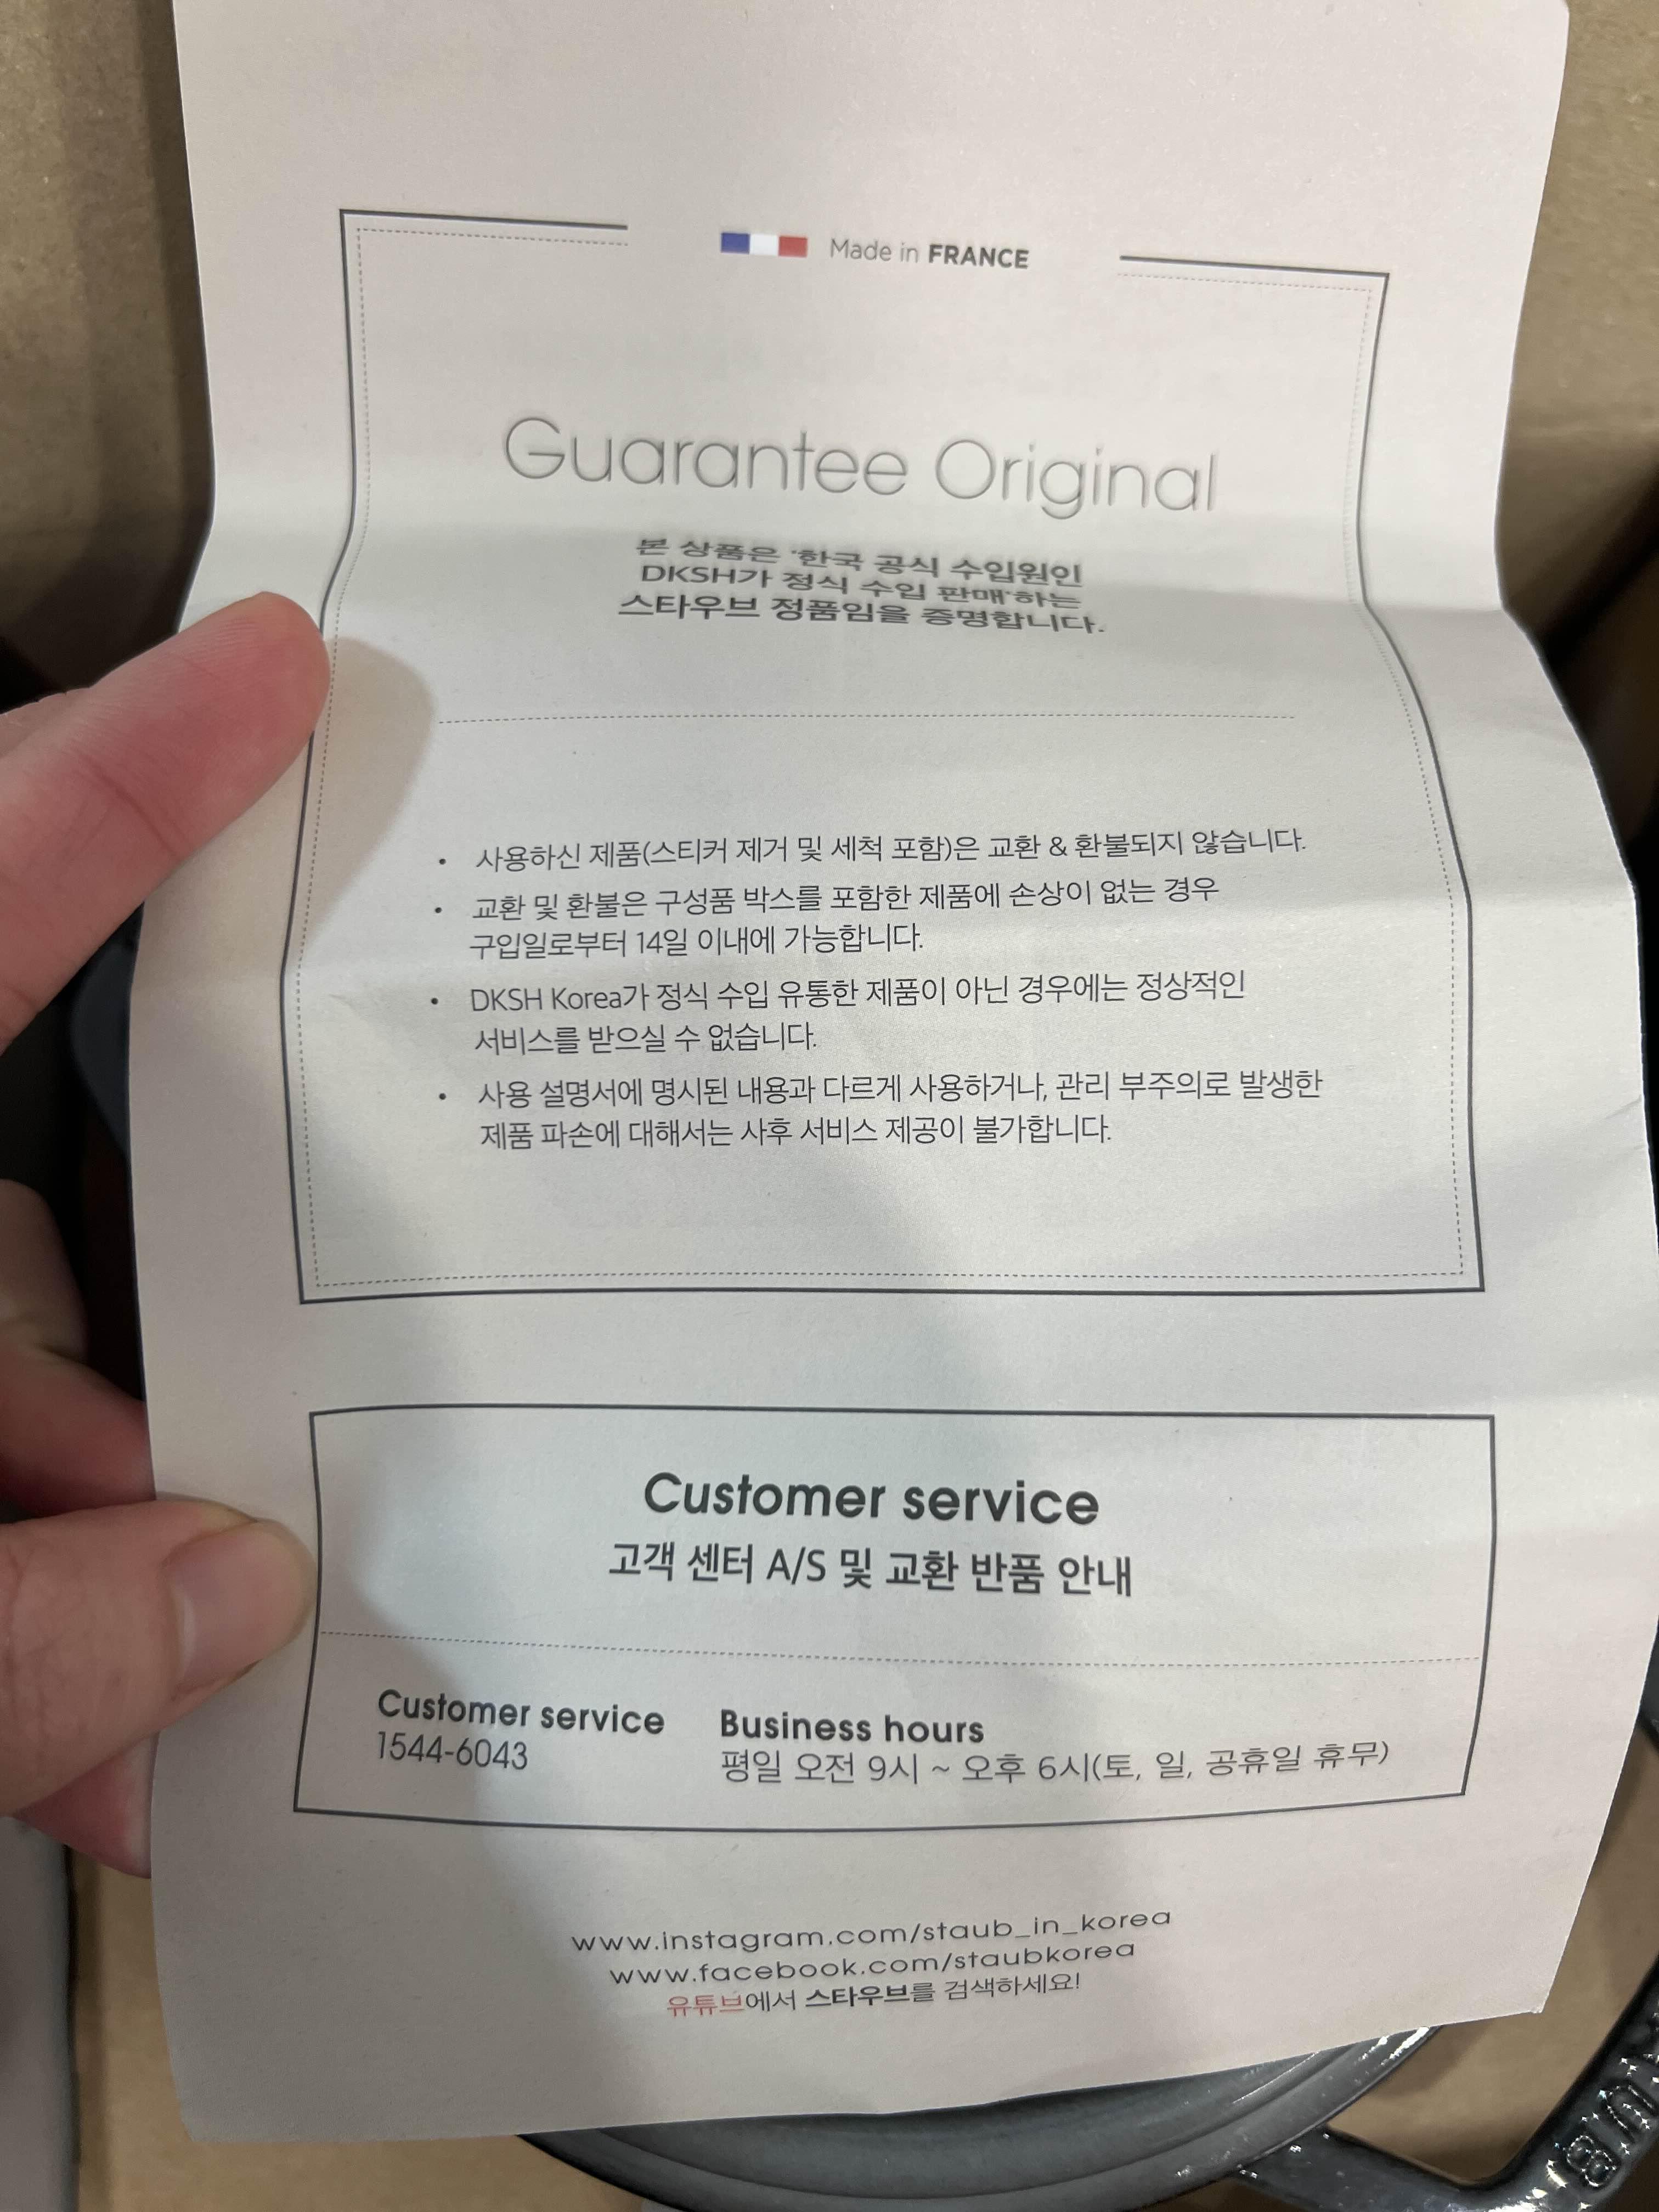 Made in FRANCE
Guarantee Original
본 상품은 '한국 공식 수입원인
DKSH가 정식 수입 판매'하는
스타우브 정품임을 증명합니다.
• 사용하신 제품(스티커 제거 및 세척 포함)은 교환 & 환불되지 않습니다.
• 교환 및 환불은 구성품 박스를 포함한 제품에 손상이 없는 경우
구입일로부터 14일 이내에 가능합니다.
• DKSH Korea가 정식 수입 유통한 제품이 아닌 경우에는 정상적인
서비스를 받으실 수 없습니다.
• 사용 설명서에 명시된 내용과 다르게 사용하거나, 관리 부주의로 발생한
제품 파손에 대해서는 사후 서비스 제공이 불가합니다.
Customer service
고객 센터 A/S 및 교환 반품 안내
Customer service
1544-6043
Business hours
평일 오전 9시 ~ 오후 6시(토, 일, 공휴일 휴무)
www.instagram.com/staub_in_korea
www.facebook.com/staubkorea
유튜브에서 스타우브를 검색하세요!